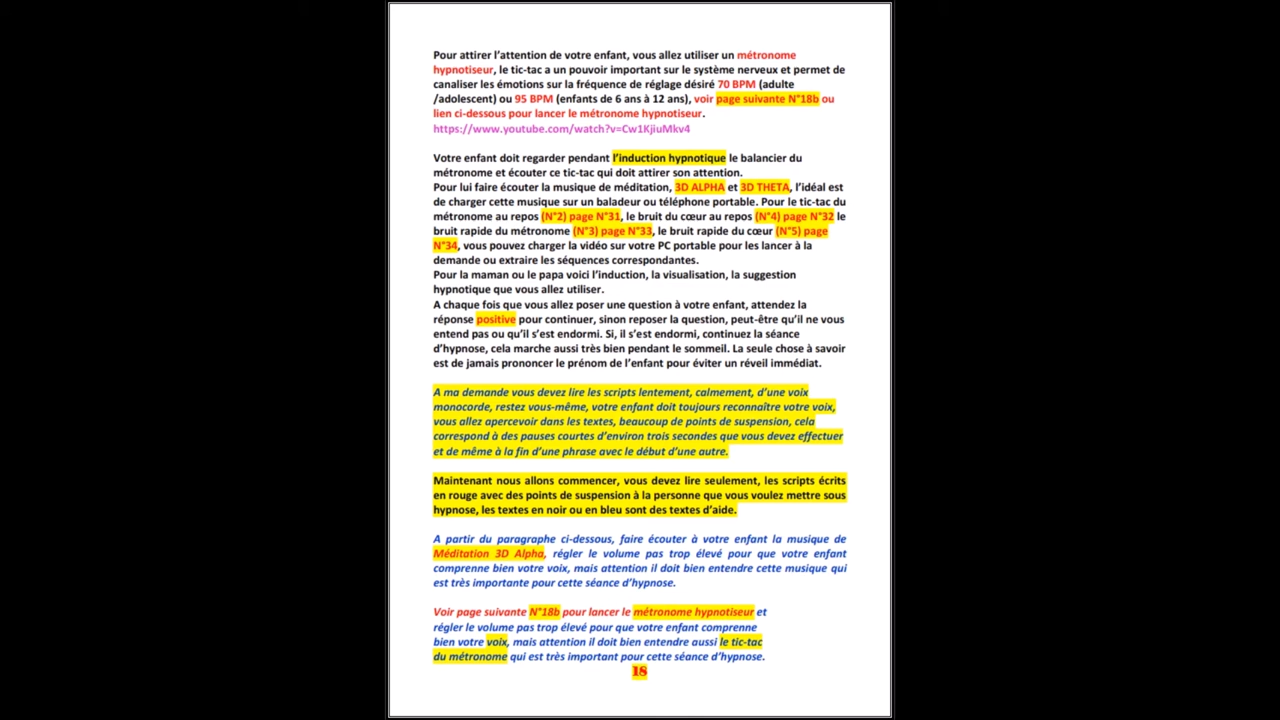 Pour attirer l’attention de votre enfant, vous allez utiliser un métronome
hypnotiseur, le tic-tac a un pouvoir important sur le système nerveux et permet de
canaliser les émotions sur la fréquence de réglage désiré 70 BPM (adulte
/adolescent) ou 95 BPM (enfants de 6 ans à 12 ans), voir page suivante N°18b ou
lien ci-dessous pour lancer le métronome hypnotiseur.
https://www.youtube.com/watch?v=Cw1KjiuMkv4
Votre enfant doit regarder pendant l’induction hypnotique le balancier du
métronome et écouter ce tic-tac qui doit attirer son attention.
Pour lui faire écouter la musique de méditation, 3D ALPHA et 3D THETA, l’idéal est
de charger cette musique sur un baladeur ou téléphone portable. Pour le tic-tac du
métronome au repos (N°2) page N°31, le bruit du cœur au repos (N°4) page N°32 le
bruit rapide du métronome (N°3) page N°33, le bruit rapide du cœur (N°5) page
N°34, vous pouvez charger la vidéo sur votre PC portable pour les lancer à la
demande ou extraire les séquences correspondantes.
Pour la maman ou le papa voici l’induction, la visualisation, la suggestion
hypnotique que vous allez utiliser.
A chaque fois que vous allez poser une question à votre enfant, attendez la
réponse positive pour continuer, sinon reposer la question, peut-être qu’il ne vous
entend pas ou qu’il s’est endormi. Si, il s’est endormi, continuez la séance
d’hypnose, cela marche aussi très bien pendant le sommeil. La seule chose à savoir
est de jamais prononcer le prénom de l’enfant pour éviter un réveil immédiat.
A ma demande vous devez lire les scripts lentement, calmement, d’une voix
monocorde, restez vous-même, votre enfant doit toujours reconnaître votre voix,
vous allez apercevoir dans les textes, beaucoup de points de suspension, cela
correspond à des pauses courtes d’environ trois secondes que vous devez effectuer
et de même à la fin d’une phrase avec le début d’une autre.
Maintenant nous allons commencer, vous devez lire seulement, les scripts écrits
en rouge avec des points de suspension à la personne que vous voulez mettre sous
hypnose, les textes en noir ou en bleu sont des textes d’aide.
A partir du paragraphe ci-dessous, faire écouter à votre enfant la musique de
Méditation 3D Alpha, régler le volume pas trop élevé pour que votre enfant
comprenne bien votre voix, mais attention il doit bien entendre cette musique qui
est très importante pour cette séance d’hypnose.
Voir page suivante N°18b pour lancer le métronome hypnotiseur et
régler le volume pas trop élevé pour que votre enfant comprenne
bien votre voix, mais attention il doit bien entendre aussi le tic-tac
du métronome qui est très important pour cette séance d’hypnose.
18